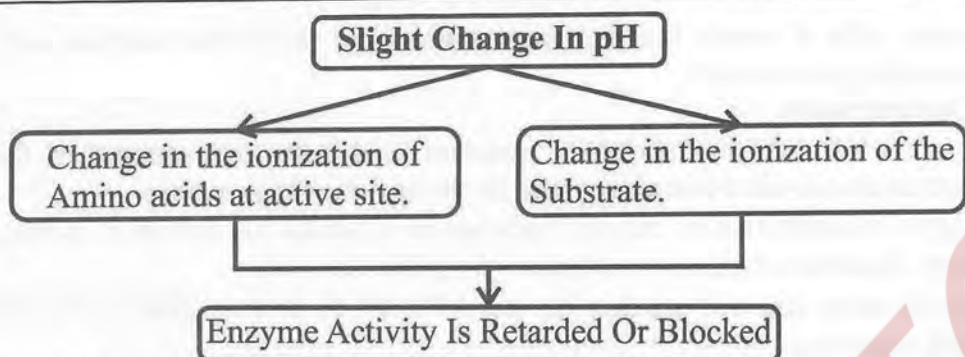 Slight Change In pH
Change in the ionization of
Amino acids at active site.
Change in the ionization of the
Substrate.
Enzyme Activity Is Retarded Or Blocked